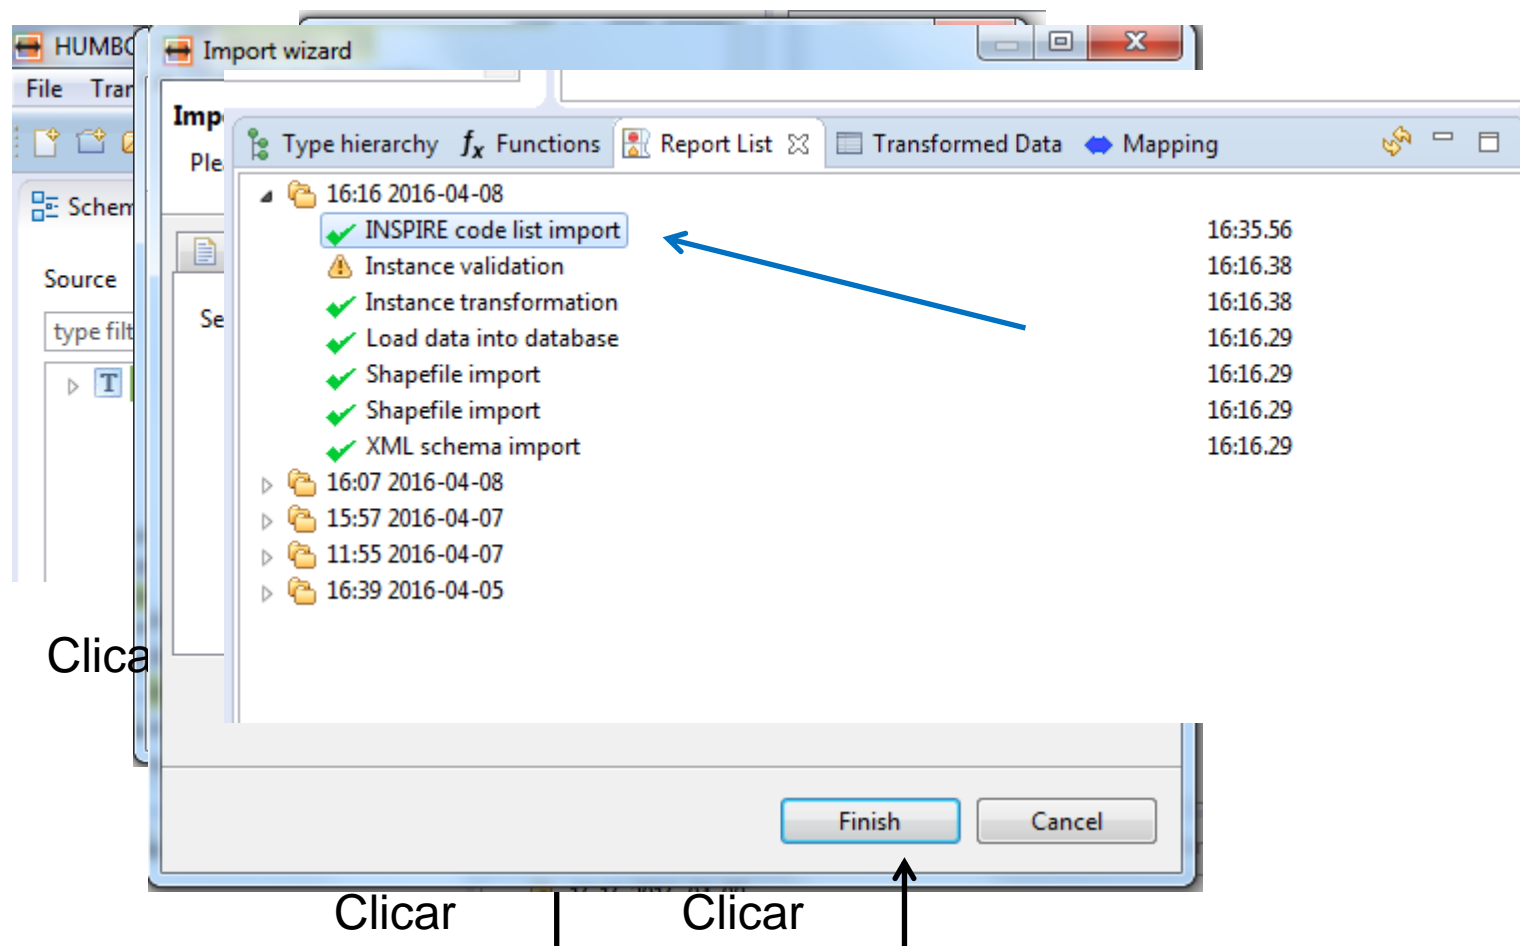 HUMBO
Import wizard
File Tran
Imp
Ple
Type hierarchy fx Functions Report List Transformed Data Mapping
Schem
Source
type filt
T
Se
16:16 2016-04-08
INSPIRE code list import 16:35.56
Instance validation 16:16.38
Instance transformation 16:16.38
Load data into database 16:16.29
Shapefile import 16:16.29
Shapefile import 16:16.29
XML schema import 16:16.29
16:07 2016-04-08
15:57 2016-04-07
11:55 2016-04-07
16:39 2016-04-05
Clica
Finish Cancel
Clicar Clicar